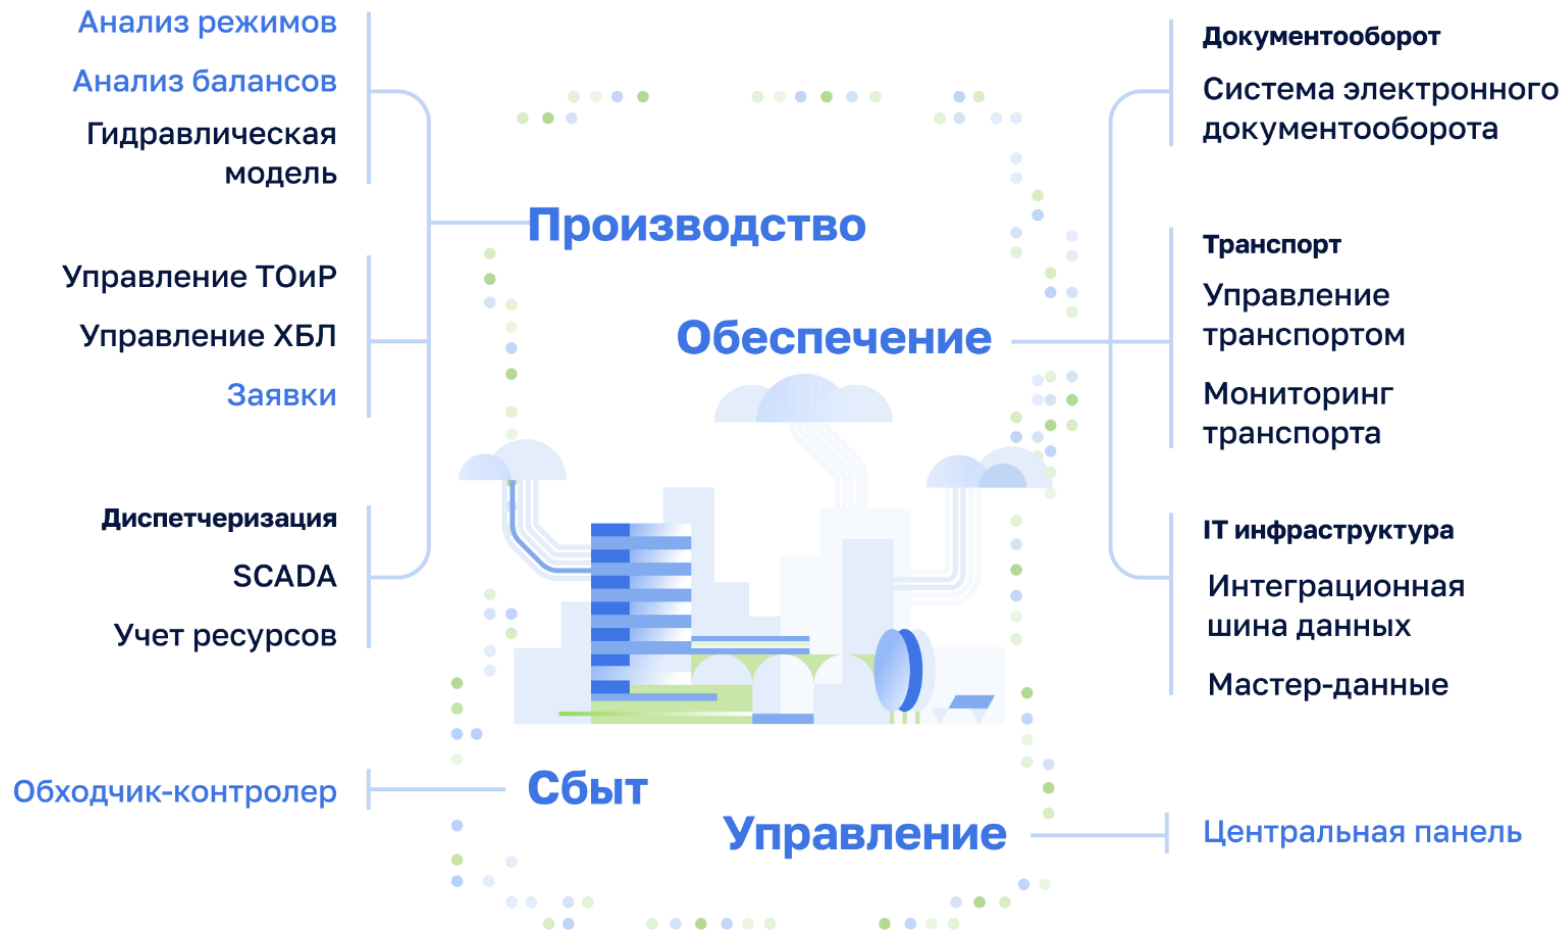 Анализ режимов
Анализ балансов
Гидравлическая
модель
Управление ТОиР
Управление ХБЛ
Заявки
Диспетчеризация
SCADA
Учет ресурсов
Обходчик-контролер
Производство
Обеспечение
Сбыт
Управление
Документооборот
Система электронного
документооборота
Транспорт
Управление
транспортом
Мониторинг
транспорта
IT инфраструктура
Интеграционная
шина данных
Мастер-данные
Центральная панель